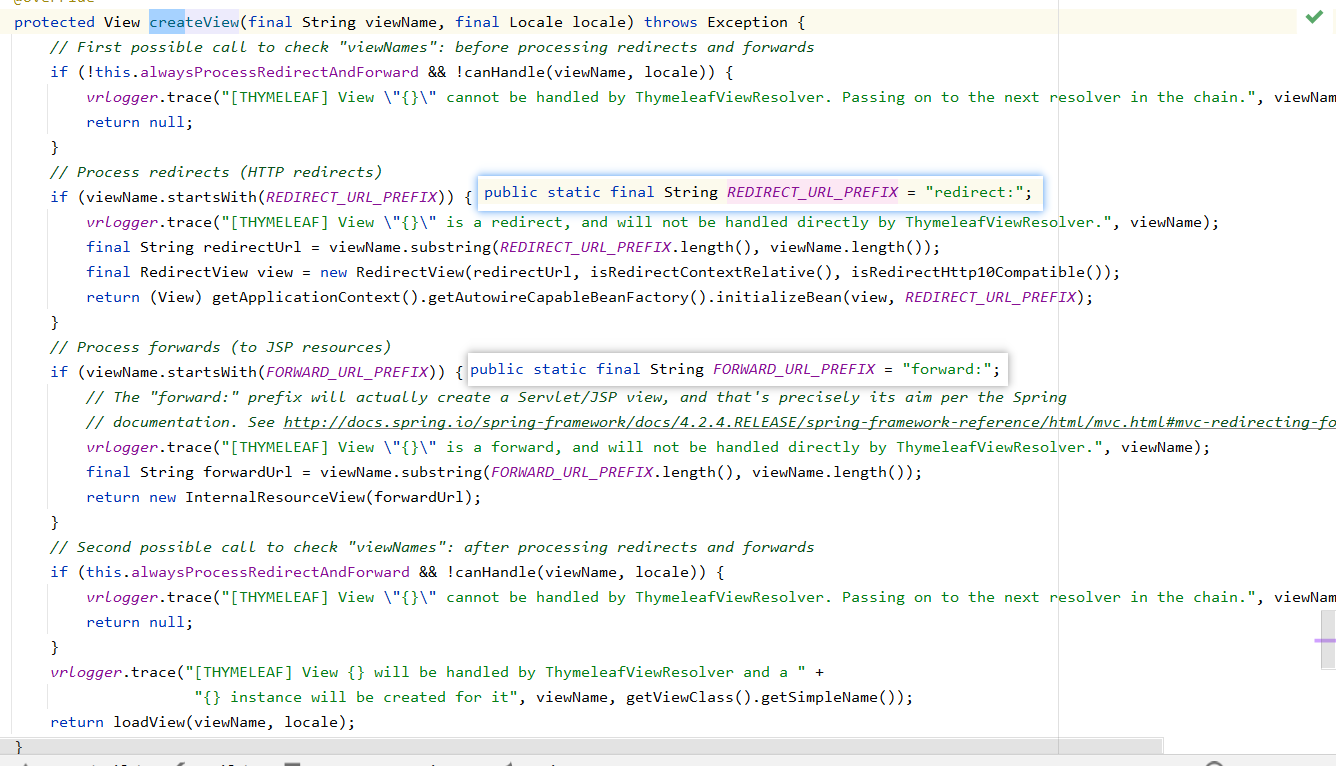 @Override
protected View createView(final String viewName, final Locale locale) throws Exception {
// First possible call to check "viewNames": before processing redirects and forwards
if (!this.alwaysProcessRedirectAndForward && !canHandle(viewName, locale)) {
vrlogger.trace("[THYMELEAF] View \"{}\" cannot be handled by ThymeleafViewResolver. Passing on to the next resolver in the chain.", viewNam
return null;
}
// Process redirects (HTTP redirects)
if (viewName.startsWith(REDIRECT_URL_PREFIX)) { public static final String REDIRECT_URL_PREFIX = "redirect:";
vrlogger.trace("[THYMELEAF] View \"{}\" is a redirect, and will not be handled directly by ThymeleafViewResolver.", viewName);
final String redirectUrl = viewName.substring(REDIRECT_URL_PREFIX.length(), viewName.length());
final RedirectView view = new RedirectView(redirectUrl, isRedirectContextRelative(), isRedirectHttp10Compatible());
return (View) getApplicationContext().getAutowireCapableBeanFactory().initializeBean(view, REDIRECT_URL_PREFIX);
}
// Process forwards (to JSP resources)
if (viewName.startsWith(FORWARD_URL_PREFIX)) { public static final String FORWARD_URL_PREFIX = "forward:";
// The "forward:" prefix will actually create a Servlet/JSP view, and that's precisely its aim per the Spring
// documentation. See http://docs.spring.io/spring-framework/docs/4.2.4.RELEASE/spring-framework-reference/html/mvc.html#mvc-redirecting-fo
vrlogger.trace("[THYMELEAF] View \"{}\" is a forward, and will not be handled directly by ThymeleafViewResolver.", viewName);
final String forwardUrl = viewName.substring(FORWARD_URL_PREFIX.length(), viewName.length());
return new InternalResourceView(forwardUrl);
}
// Second possible call to check "viewNames": after processing redirects and forwards
if (this.alwaysProcessRedirectAndForward && !canHandle(viewName, locale)) {
vrlogger.trace("[THYMELEAF] View \"{}\" cannot be handled by ThymeleafViewResolver. Passing on to the next resolver in the chain.", viewNam
return null;
}
vrlogger.trace("[THYMELEAF] View {} will be handled by ThymeleafViewResolver and a " +
"{} instance will be created for it", viewName, getViewClass().getSimpleName());
return loadView(viewName, locale);
}